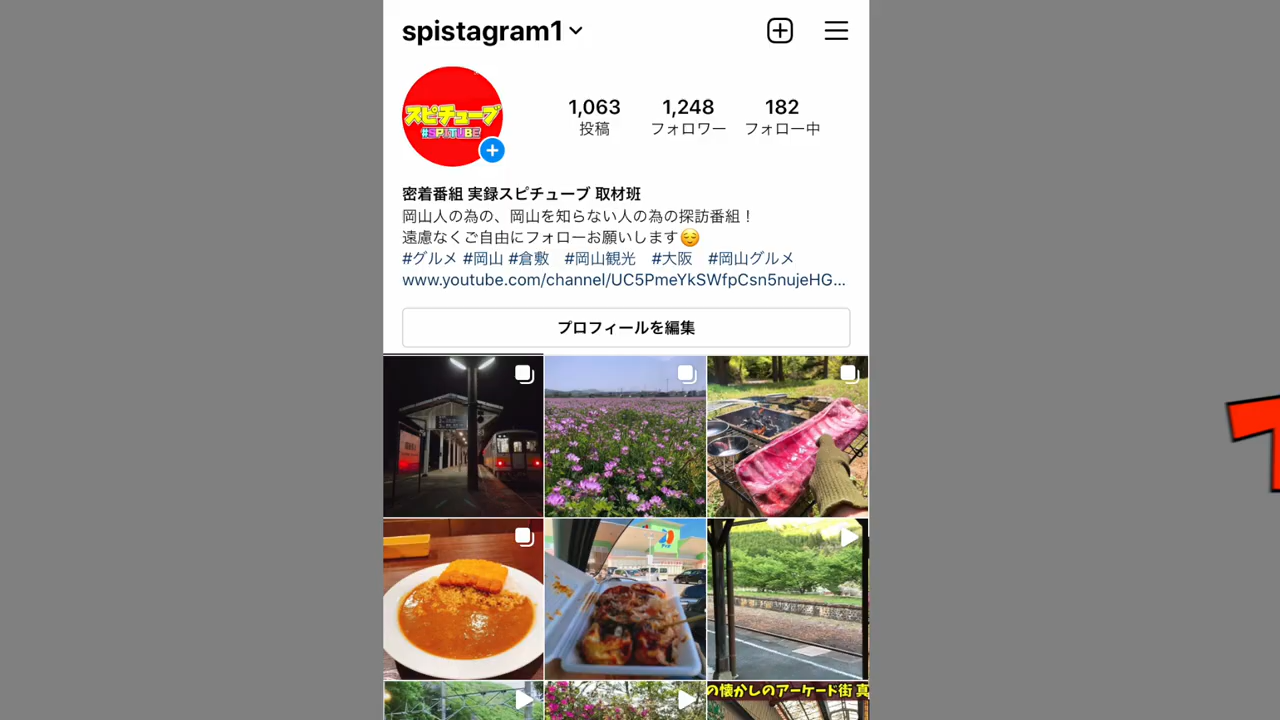 spistagram1
スピチューブ
#SPITUBE
1,063
投稿
1,248
フォロワー
182
フォロー中
密着番組 実録スピチューブ 取材班
岡山人の為の、岡山を知らない人の為の探訪番組！
遠慮なくご自由にフォローお願いします😌
#グルメ #岡山 #倉敷　#岡山観光　#大阪　#岡山グルメ
www.youtube.com/channel/UC5PmeYkSWfpCsn5nujeHG...
プロフィールを編集
の懐かしのアーケード街 真